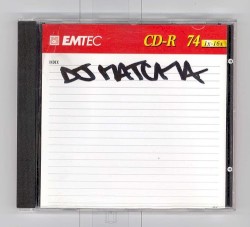 EMTEC CD-R 74
DJ MATCHA